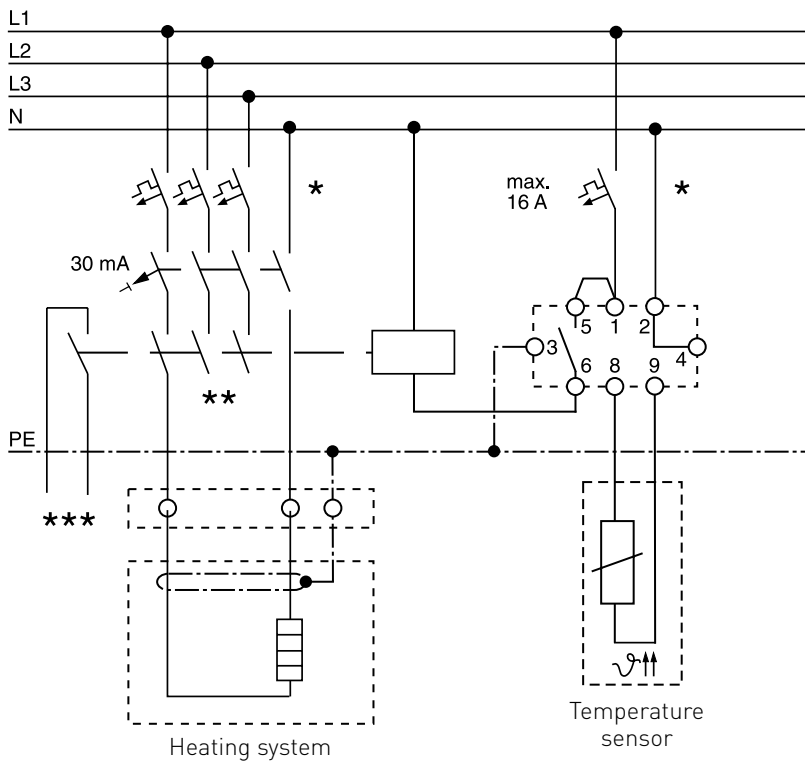 L1
L2
L3
N
*
max.
16 A
*
30 mA
5 1 2
3
4
6 8 9
**
PE
***
ϑ
Temperature
sensor
Heating system